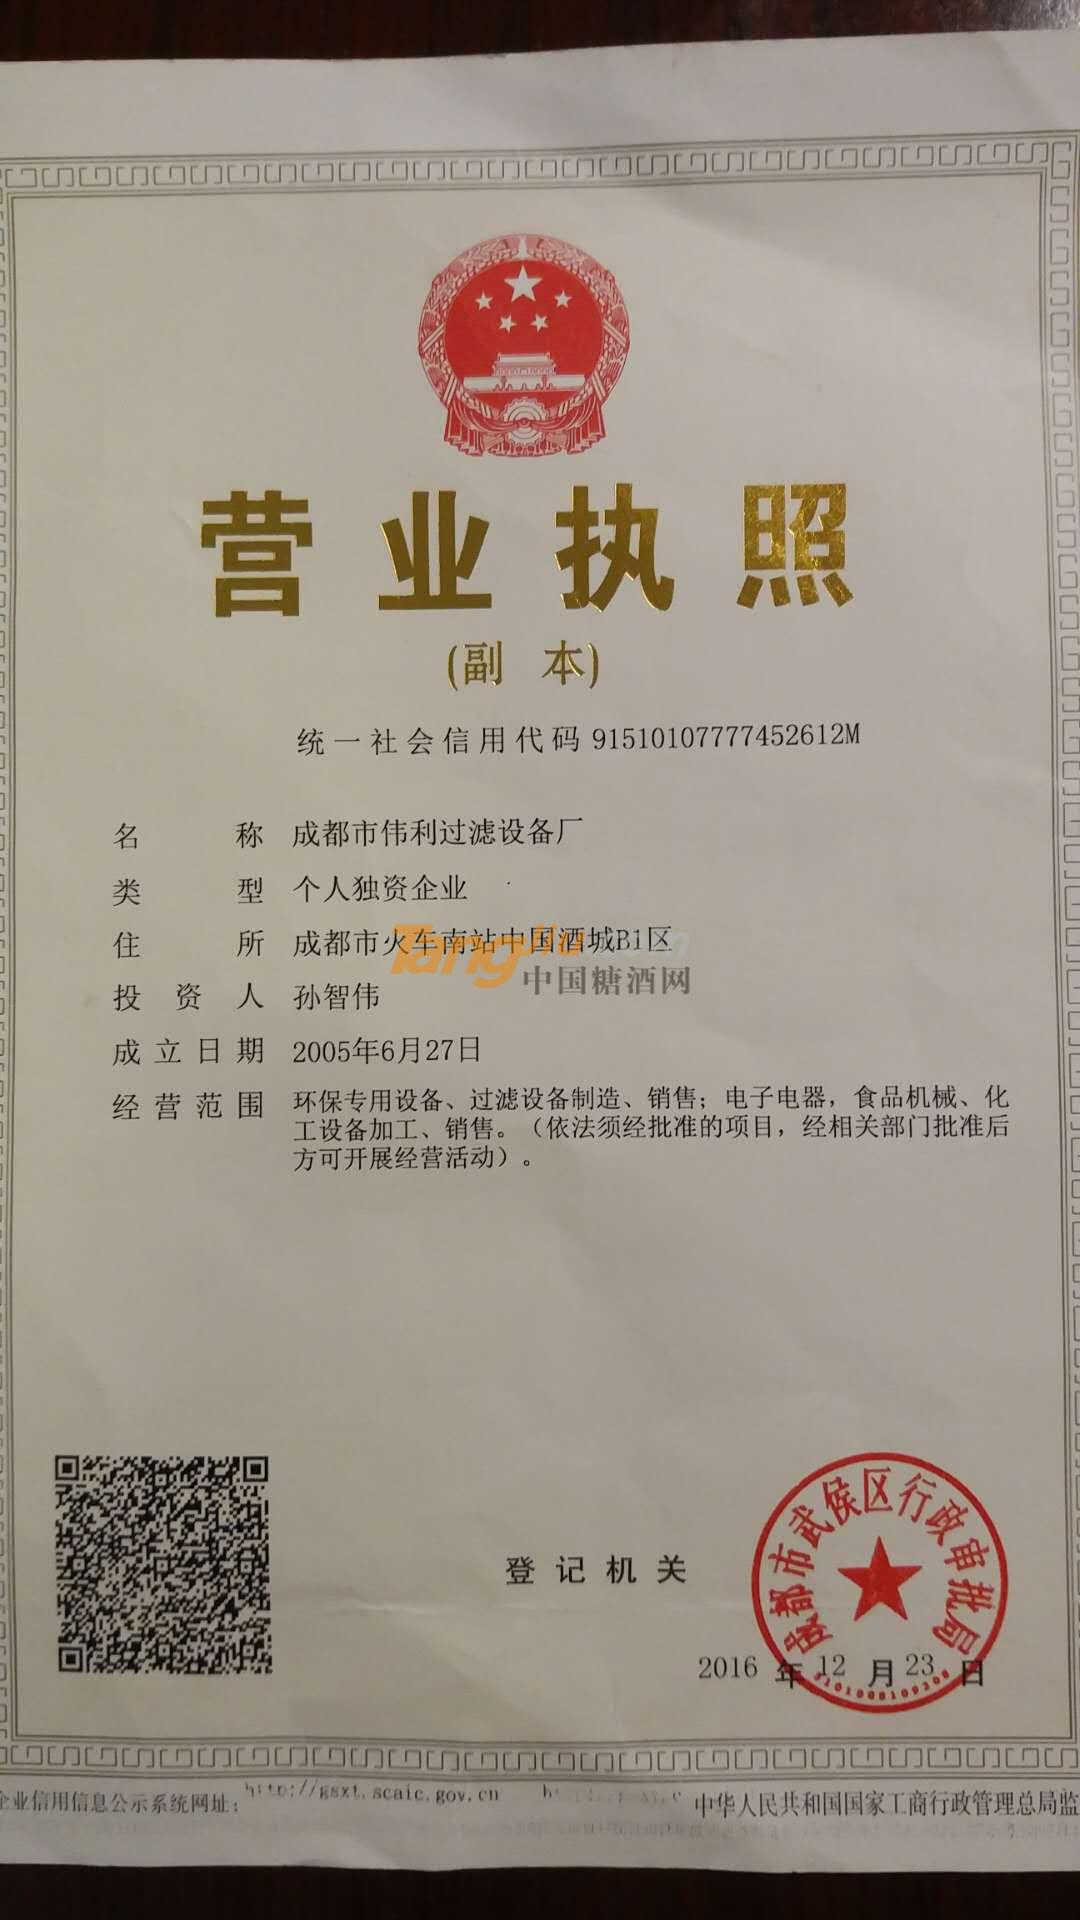 营业执照
(副 本)
统一社会信用代码 91510107777452612M
名 称 成都市伟利过滤设备厂
类 型 个人独资企业
住 所 成都市火车南站中国酒城B1区
TangJiu.com
中国糖酒网
投 资 人 孙智伟
成立日期 2005年6月27日
经营范围 环保专用设备、过滤设备制造、销售；电子电器，食品机械、化
工设备加工、销售。（依法须经批准的项目，经相关部门批准后
方可开展经营活动）。
登记机关
成都市武侯区行政审批局
2016 年 12 月 23 日
企业信用信息公示系统网址：
http://gsxt.scaic.gov.cn
中华人民共和国国家工商行政管理总局监